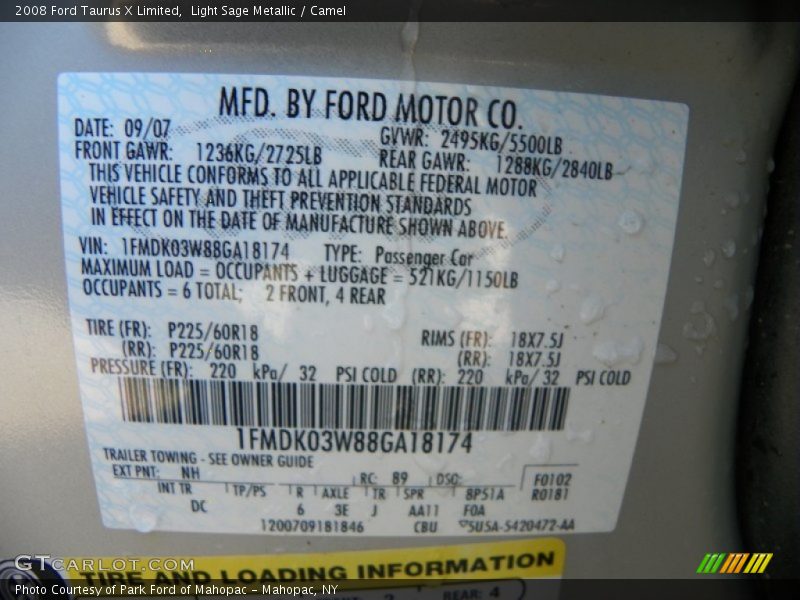 2008 Ford Taurus X Limited, Light Sage Metallic / Camel
MFD. BY FORD MOTOR CO.
DATE: 09/07 GVWR: 2495KG/5500LB
FRONT GAWR: 1236KG/2725LB REAR GAWR: 1288KG/2840LB
THIS VEHICLE CONFORMS TO ALL APPLICABLE FEDERAL MOTOR
VEHICLE SAFETY AND THEFT PREVENTION STANDARDS
IN EFFECT ON THE DATE OF MANUFACTURE SHOWN ABOVE.
VIN: 1FMDK03W88GA18174 TYPE: Passenger Car
MAXIMUM LOAD = OCCUPANTS + LUGGAGE = 521KG/1150LB
OCCUPANTS = 6 TOTAL; 2 FRONT, 4 REAR
TIRE (FR): P225/60R18 RIMS (FR): 18X7.5J
(RR): P225/60R18 (RR): 18X7.5J
PRESSURE (FR): 220 kPa/ 32 PSI COLD (RR): 220 kPa/ 32 PSI COLD
1FMDK03W88GA18174
TRAILER TOWING - SEE OWNER GUIDE
EXT PNT: NH RC: 89 DSO: F0102
INT TR TP/PS R AXLE TR SPR 8P51A R0181
DC 6 3E J AA11 F0A
1200709181846 CBU 5U5A-5420472-AA
TIRE AND LOADING INFORMATION
REAR: 4
GTCARLOT.COM
Photo Courtesy of Park Ford of Mahopac – Mahopac, NY